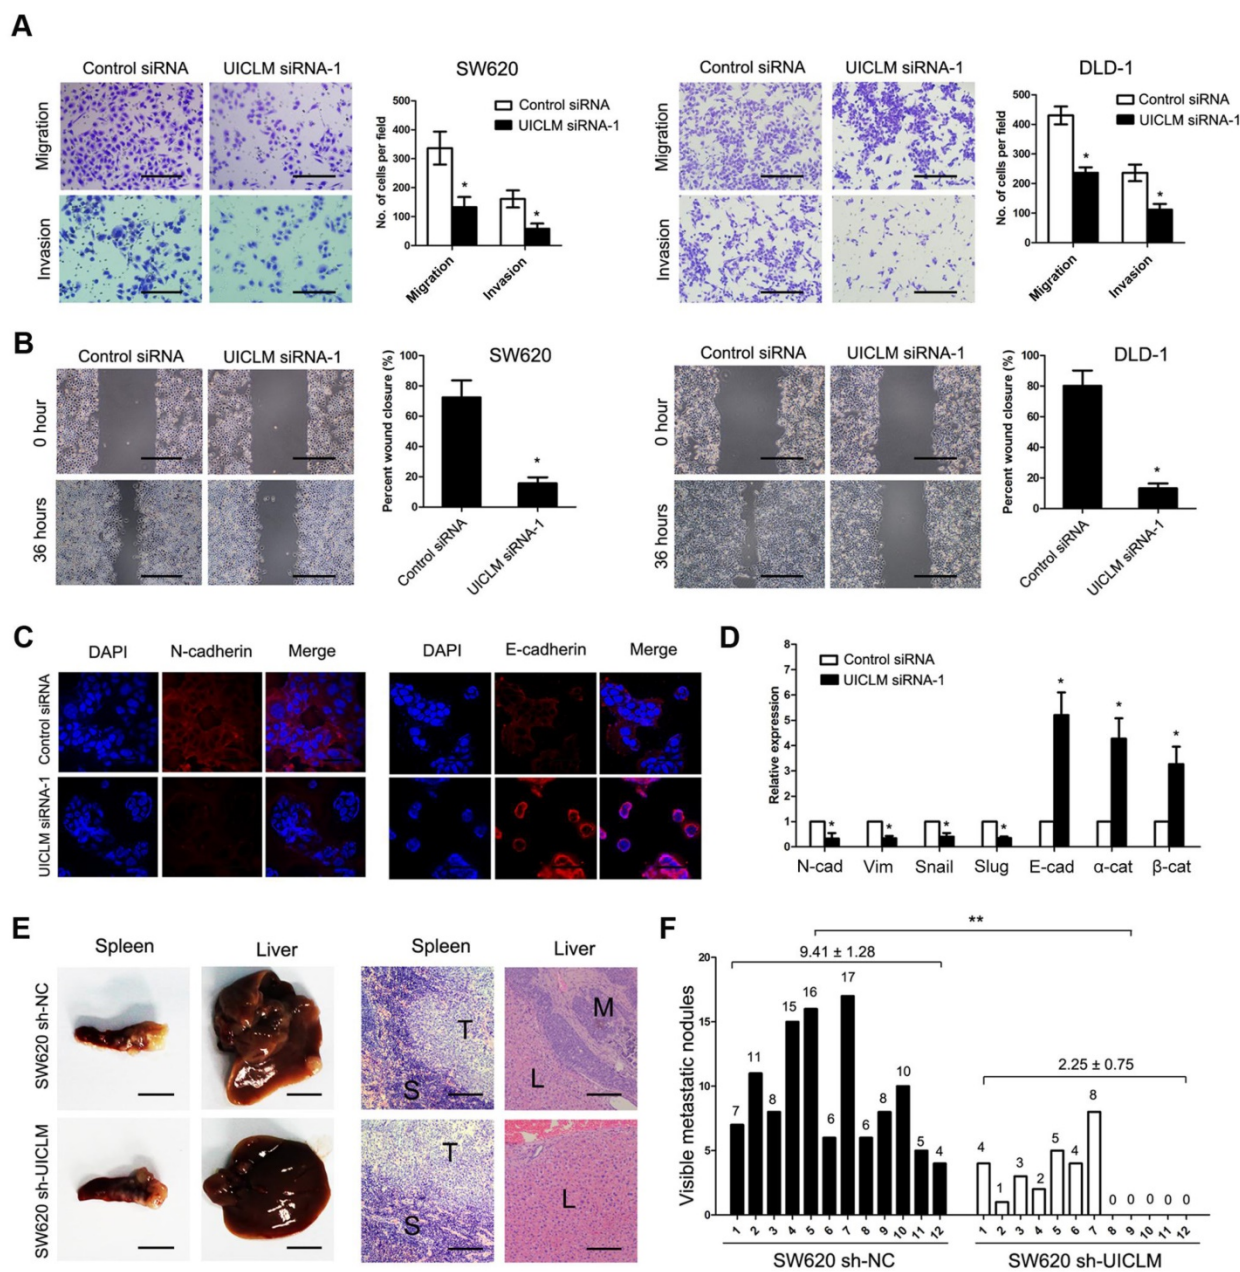 A
Control siRNA UICLM siRNA-1
Migration
Invasion
SW620
No. of cells per field
500
400
300
200
100
0
Control siRNA
UICLM siRNA-1
*
*
Migration
Invasion
Control siRNA UICLM siRNA-1
Migration
Invasion
DLD-1
No. of cells per field
500
400
300
200
100
0
Control siRNA
UICLM siRNA-1
*
*
Migration
Invasion
B
Control siRNA UICLM siRNA-1
0 hour
36 hours
SW620
Percent wound closure (%)
100
80
60
40
20
0
*
Control siRNA
UICLM siRNA-1
Control siRNA UICLM siRNA-1
0 hour
36 hours
DLD-1
Percent wound closure (%)
100
80
60
40
20
0
*
Control siRNA
UICLM siRNA-1
C
DAPI N-cadherin Merge
DAPI E-cadherin Merge
Control siRNA
UICLM siRNA-1
D
Relative expression
8
7
6
5
4
3
2
1
0
Control siRNA
UICLM siRNA-1
* * * * * * *
N-cad Vim Snail Slug E-cad α-cat β-cat
E
Spleen Liver Spleen Liver
SW620 sh-NC
T
S
M
L
SW620 sh-UICLM
T
S
L
F
**
9.41 ± 1.28
2.25 ± 0.75
Visible metastatic nodules
20
15
10
5
0
7 11 8 15 16 6 17 6 8 10 5 4
4 1 3 2 5 4 8 0 0 0 0 0
1 2 3 4 5 6 7 8 9 10 11 12
1 2 3 4 5 6 7 8 9 10 11 12
SW620 sh-NC SW620 sh-UICLM